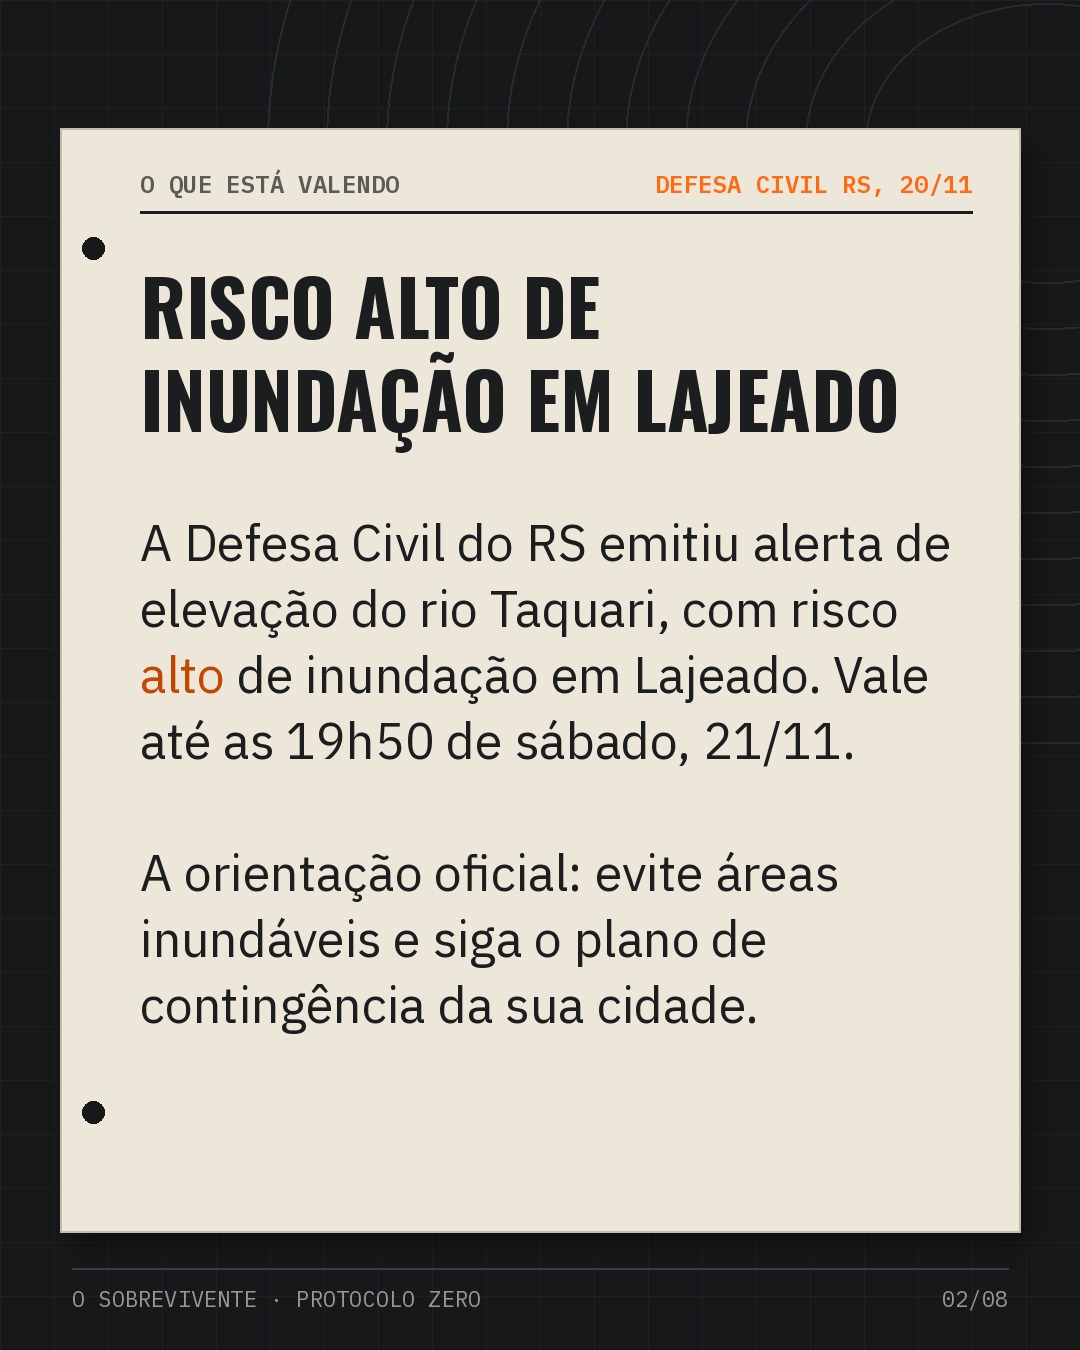 O QUE ESTÁ VALENDO
DEFESA CIVIL RS, 20/11
RISCO ALTO DE
INUNDAÇÃO EM LAJEADO
A Defesa Civil do RS emitiu alerta de
elevação do rio Taquari, com risco
alto de inundação em Lajeado. Vale
até as 19h50 de sábado, 21/11.
A orientação oficial: evite áreas
inundáveis e siga o plano de
contingência da sua cidade.
O SOBREVIVENTE · PROTOCOLO ZERO
02/08